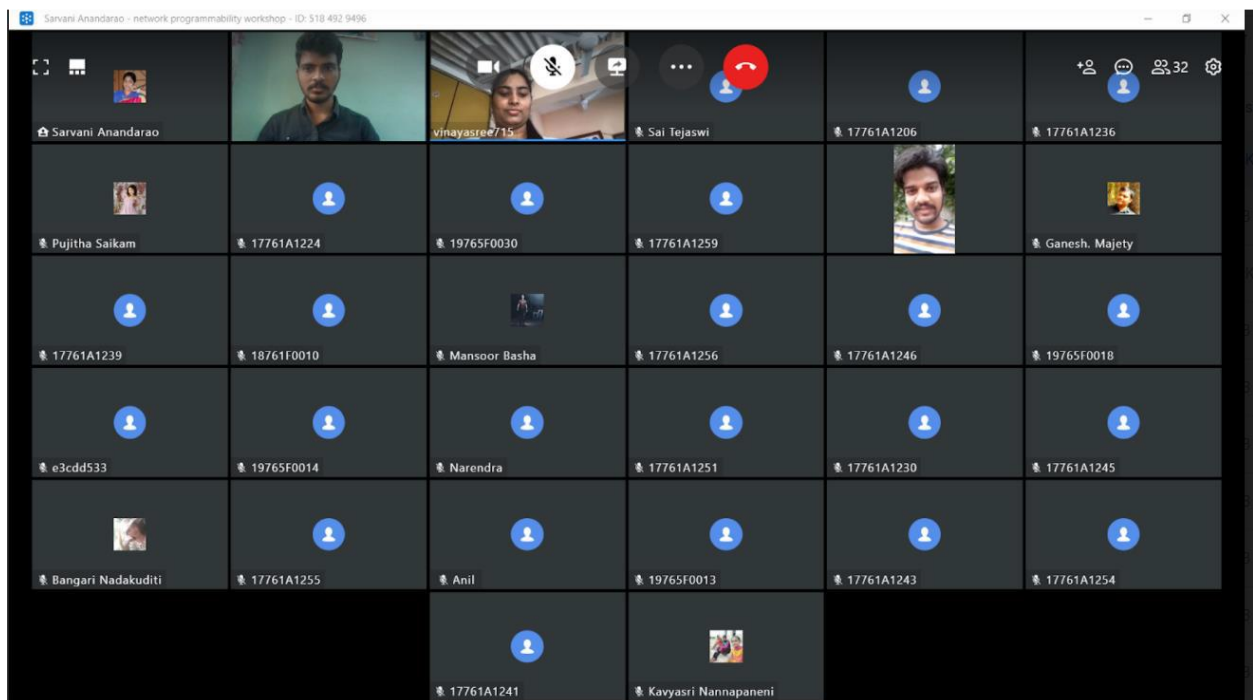 Sarvani Anandarao - network programmability workshop - ID: 518 492 9496
32
Sarvani Anandarao
vinayasree715
Sai Tejaswi
17761A1206
17761A1236
Pujitha Saikam
17761A1224
19765F0030
17761A1259
Ganesh. Majety
17761A1239
18761F0010
Mansoor Basha
17761A1256
17761A1246
19765F0018
e3cdd533
19765F0014
Narendra
17761A1251
17761A1230
17761A1245
Bangari Nadakuditi
17761A1255
Anil
19765F0013
17761A1243
17761A1254
17761A1241
Kavyasri Nannapaneni